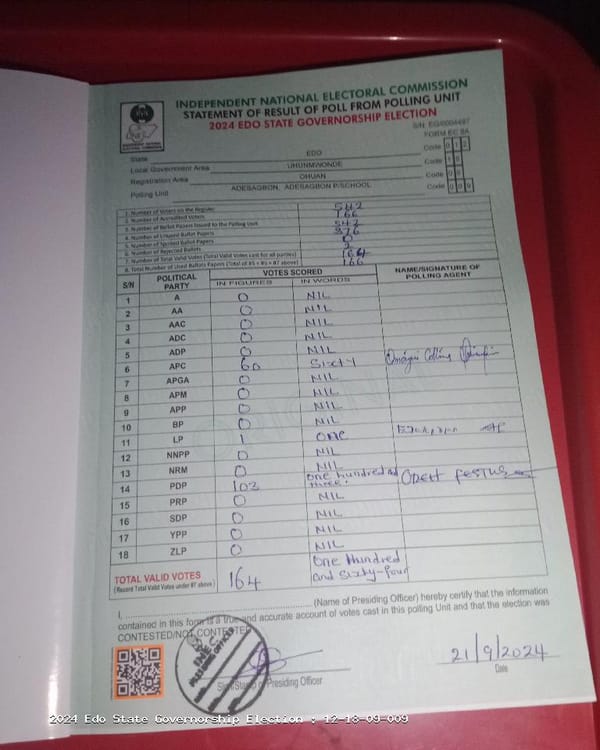 INDEPENDENT NATIONAL ELECTORAL COMMISSION
STATEMENT OF RESULT OF POLL FROM POLLING UNIT
2024 EDO STATE GOVERNORSHIP ELECTION
FORM EC 8A
State EDO Code 0 1 2
Local Government Area UHUNMWONDE Code
Registration Area OHUAN Code
Polling Unit ADESAGBON, ADESAGBON P/SCHOOL Code
1. Number of Voters on the Register 542
2. Number of Accredited Voters 166
3. Number of Ballot Papers Issued to the Polling Unit 542
4. Number of Unused Ballot Papers 376
5. Number of Spoiled Ballot Papers 0
6. Number of Rejected Ballots 2
7. Number of Total Valid Votes (Total Valid Votes cast for all parties) 164
8. Total Number of Used Ballots Papers (Total of #5 + #6 + #7 above) 166
S/N POLITICAL PARTY VOTES SCORED NAME/SIGNATURE OF POLLING AGENT
IN FIGURES IN WORDS
1 A 0 NIL
2 AA 0 NIL
3 AAC 0 NIL
4 ADC 0 NIL
5 ADP 0 NIL
6 APC 60 Sixty
7 APGA 0 NIL
8 APM 0 NIL
9 APP 0 NIL
10 BP 0 NIL
11 LP 1 one
12 NNPP 0 NIL
13 NRM 0 NIL
14 PDP 103 one hundred and three. festus
15 PRP 0 NIL
16 SDP 0 NIL
17 YPP 0 NIL
18 ZLP 0 NIL
TOTAL VALID VOTES 164 One Hundred and sixty-four
(Record Total Valid Votes under #7 above)
I, (Name of Presiding Officer) hereby certify that the information
contained in this form is a true and accurate account of votes cast in this polling Unit and that the election was
CONTESTED/NOT CONTESTED
21/9/2024
Presiding Officer Date
2024 Edo State Governorship Election : 12-18-09-009